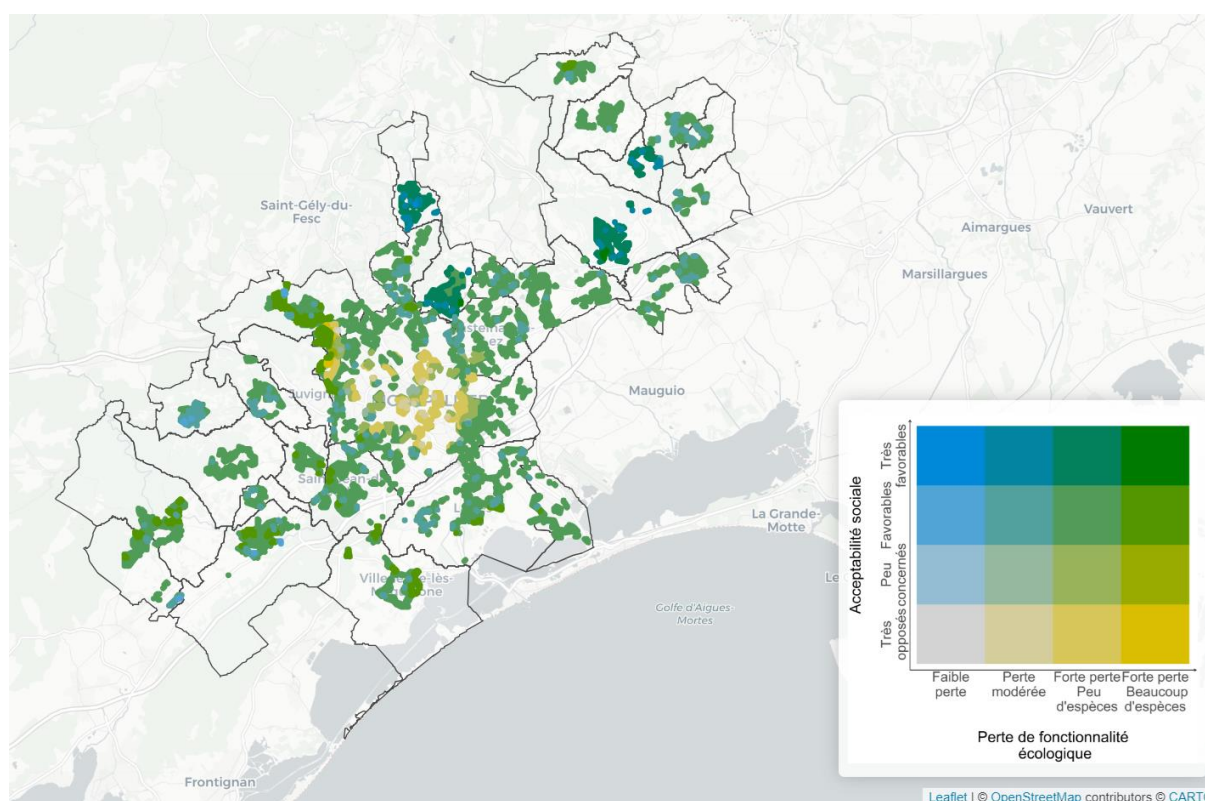 Saint-Gély-du-
Fesc
Vauvert
Aimargues
Marsillargues
Mauguio
La Grande-
Motte
Golfe d'Aigues
Mortes
Frontignan
Acceptabilité sociale
Très
favorables
Favorables
Peu
concernés
Très
opposés
Faible
perte
Perte
modérée
Forte perte
Peu
d'espèces
Forte perte
Beaucoup
d'espèces
Perte de fonctionnalité
écologique
Leaflet | © OpenStreetMap contributors © CARTO